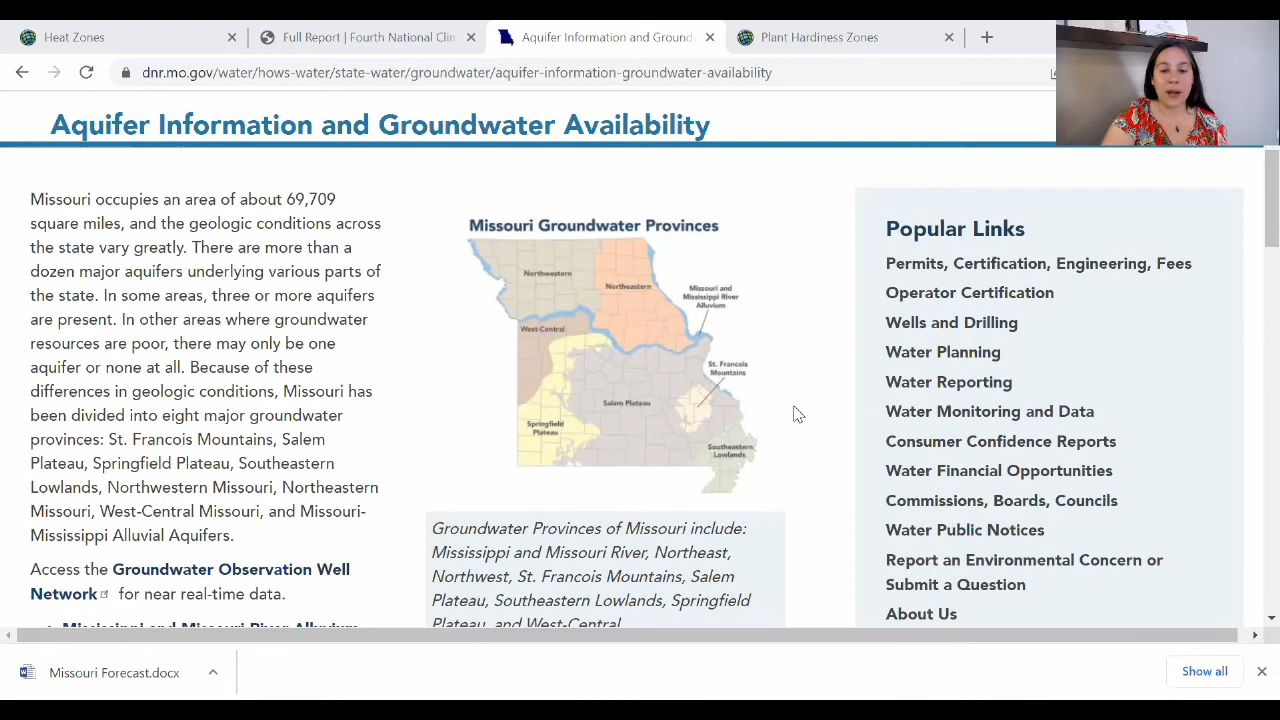 Heat Zones
Full Report | Fourth National Clim
Aquifer Information and Ground
Plant Hardiness Zones
dnr.mo.gov/water/hows-water/state-water/groundwater/aquifer-information-groundwater-availability
Aquifer Information and Groundwater Availability
Missouri occupies an area of about 69,709
square miles, and the geologic conditions across
the state vary greatly. There are more than a
dozen major aquifers underlying various parts of
the state. In some areas, three or more aquifers
are present. In other areas where groundwater
resources are poor, there may only be one
aquifer or none at all. Because of these
differences in geologic conditions, Missouri has
been divided into eight major groundwater
provinces: St. Francois Mountains, Salem
Plateau, Springfield Plateau, Southeastern
Lowlands, Northwestern Missouri, Northeastern
Missouri, West-Central Missouri, and Missouri-
Mississippi Alluvial Aquifers.
Access the Groundwater Observation Well
Network for near real-time data.
Mississippi and Missouri River Alluvium
Missouri Groundwater Provinces
Northwestern
Northeastern
Missouri and
Mississippi River
Alluvium
West-Central
St. Francois
Mountains
Salem Plateau
Springfield
Plateau
Southeastern
Lowlands
Groundwater Provinces of Missouri include:
Mississippi and Missouri River, Northeast,
Northwest, St. Francois Mountains, Salem
Plateau, Southeastern Lowlands, Springfield
Plateau, and West-Central
Popular Links
Permits, Certification, Engineering, Fees
Operator Certification
Wells and Drilling
Water Planning
Water Reporting
Water Monitoring and Data
Consumer Confidence Reports
Water Financial Opportunities
Commissions, Boards, Councils
Water Public Notices
Report an Environmental Concern or
Submit a Question
About Us
Missouri Forecast.docx
Show all